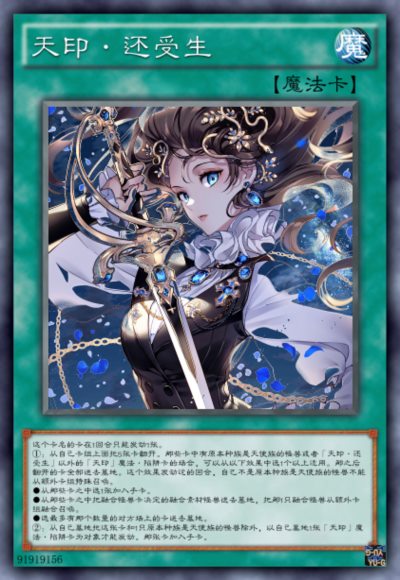 天印·还受生
魔
【魔法卡】
这个卡名的卡在1回合只能发动1张。
①：从自己卡组上面把5张卡翻开。那些卡中有原本种族是天使族的怪兽或者「天印·还
受生」以外的「天印」魔法·陷阱卡的场合，可以从以下效果中选1个以上适用。那之后
翻开的卡全部送去墓地。这个效果发动过的回合，自己不是原本种族是天使族的怪兽不能
从额外卡组特殊召唤。
●从那些卡之中选1张加入手卡。
●从那些卡之中把融合怪兽卡决定的融合素材怪兽送去墓地，把那1只融合怪兽从额外卡
组融合召唤。
●选最多有那个数量的对方场上的卡送去墓地。
②：从自己墓地把这张卡和1只原本种族是天使族的怪兽除外，以自己墓地1张「天印」魔
法·陷阱卡为对象才能发动。那张卡加入手卡。
91919156